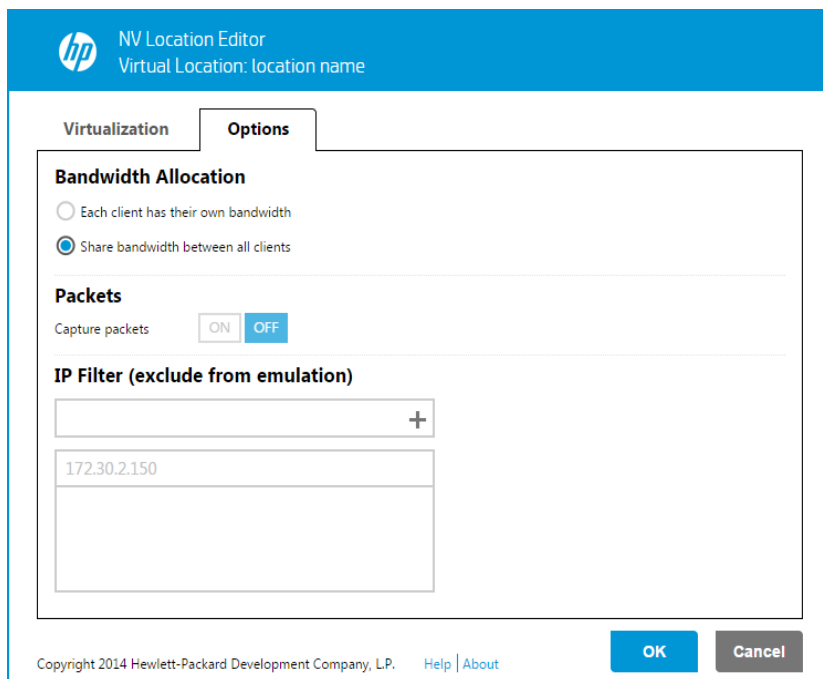 hp
NV Location Editor
Virtual Location: location name
Virtualization
Options
Bandwidth Allocation
Each client has their own bandwidth
Share bandwidth between all clients
Packets
Capture packets
ON
OFF
IP Filter (exclude from emulation)
+
172.30.2.150
OK
Cancel
Copyright 2014 Hewlett-Packard Development Company, L.P.
Help | About